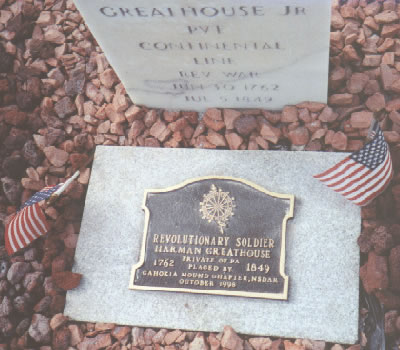 GREATHOUSE JR
PVT
CONTINENTAL
LINE
REV WAR
JUN 30 1762
JUL 5 1849
REVOLUTIONARY SOLDIER
HARMAN GREATHOUSE
PRIVATE OF PA
1762 PLACED BY 1849
CAHOKIA MOUND CHAPTER, NSDAR
OCTOBER 1998